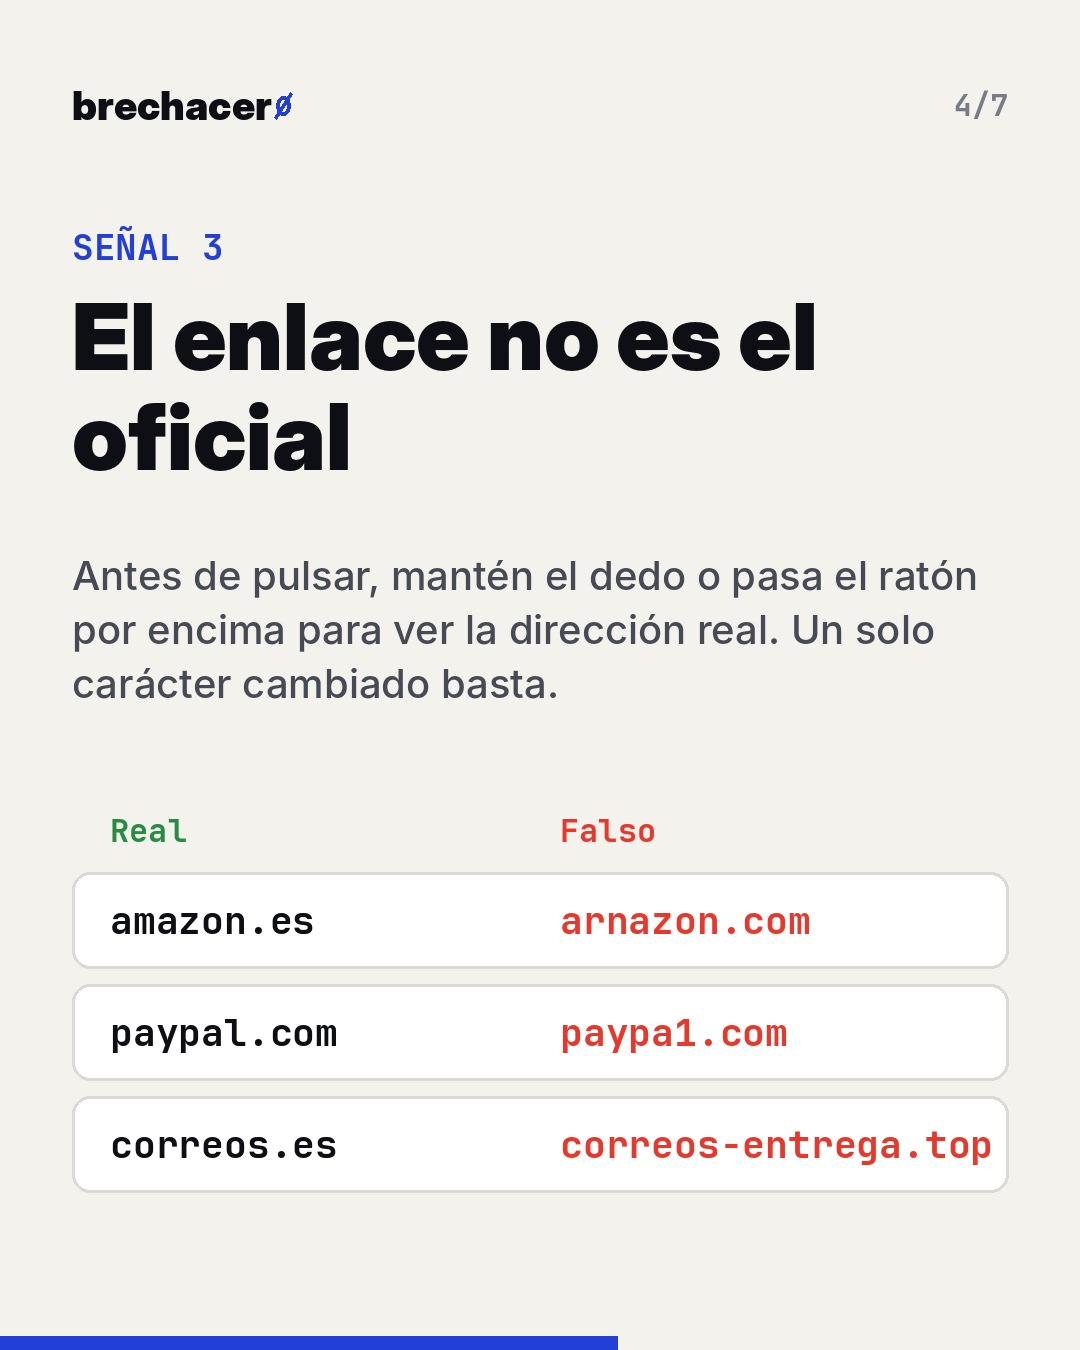 brechacerø
4/7
SEÑAL 3
El enlace no es el
oficial
Antes de pulsar, mantén el dedo o pasa el ratón
por encima para ver la dirección real. Un solo
carácter cambiado basta.
Real Falso
amazon.es arnazon.com
paypal.com paypa1.com
correos.es correos-entrega.top